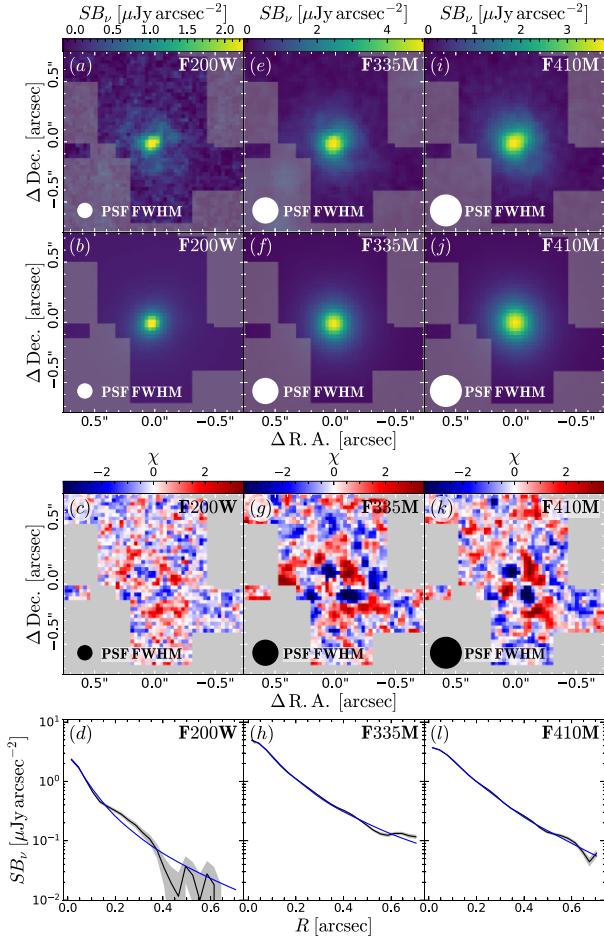 SB_ν [μJy arcsec⁻²] SB_ν [μJy arcsec⁻²] SB_ν [μJy arcsec⁻²]
0.0 0.5 1.0 1.5 2.0 0 2 4 0 2
(a) F200W (e) F335M (i) F410M
Δ Dec. [arcsec]
0.5" 0.0" −0.5"
PSF FWHM PSF FWHM PSF FWHM
(b) F200W (f) F335M (j) F410M
Δ Dec. [arcsec]
0.5" 0.0" −0.5"
PSF FWHM PSF FWHM PSF FWHM
0.5" 0.0" −0.5" 0.5" 0.0" −0.5" 0.5" 0.0" −0.5"
Δ R. A. [arcsec]
χ χ χ
−2 0 2 −2 0 2 −2 0 2
(c) F200W (g) F335M (k) F410M
Δ Dec. [arcsec]
0.5" 0.0" −0.5"
PSF FWHM PSF FWHM PSF FWHM
0.5" 0.0" −0.5" 0.5" 0.0" −0.5" 0.5" 0.0" −0.5"
Δ R. A. [arcsec]
(d) F200W (h) F335M (l) F410M
SB_ν [μJy arcsec⁻²]
10¹
10⁰
10⁻¹
10⁻²
0.0 0.2 0.4 0.6 0.0 0.2 0.4 0.6 0.0 0.2 0.4 0.6
R [arcsec]